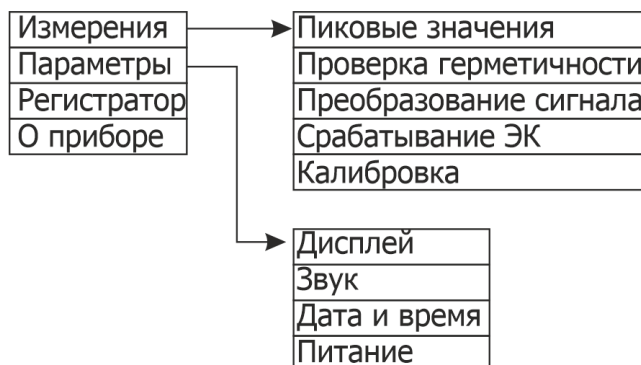 Измерения
Параметры
Регистратор
О приборе
Пиковые значения
Проверка герметичности
Преобразование сигнала
Срабатывание ЭК
Калибровка
Дисплей
Звук
Дата и время
Питание